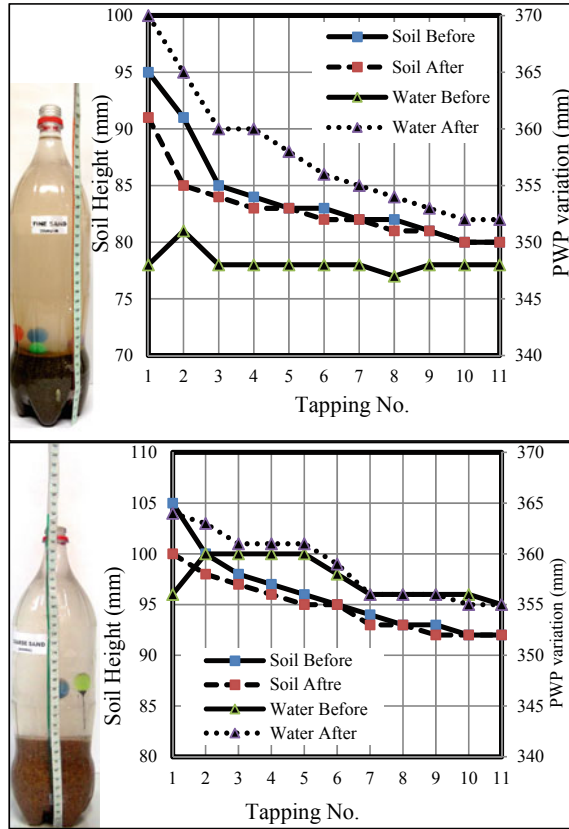 100
95
90
85
80
75
70
Soil Height (mm)
Soil Before
Soil After
Water Before
Water After
370
365
360
355
350
345
340
PWP variation (mm)
1 2 3 4 5 6 7 8 9 10 11
Tapping No.
FINE SAND
110
105
100
95
90
85
80
Soil Height (mm)
Soil Before
Soil Aftre
Water Before
Water After
370
365
360
355
350
345
340
PWP variation (mm)
1 2 3 4 5 6 7 8 9 10 11
Tapping No.